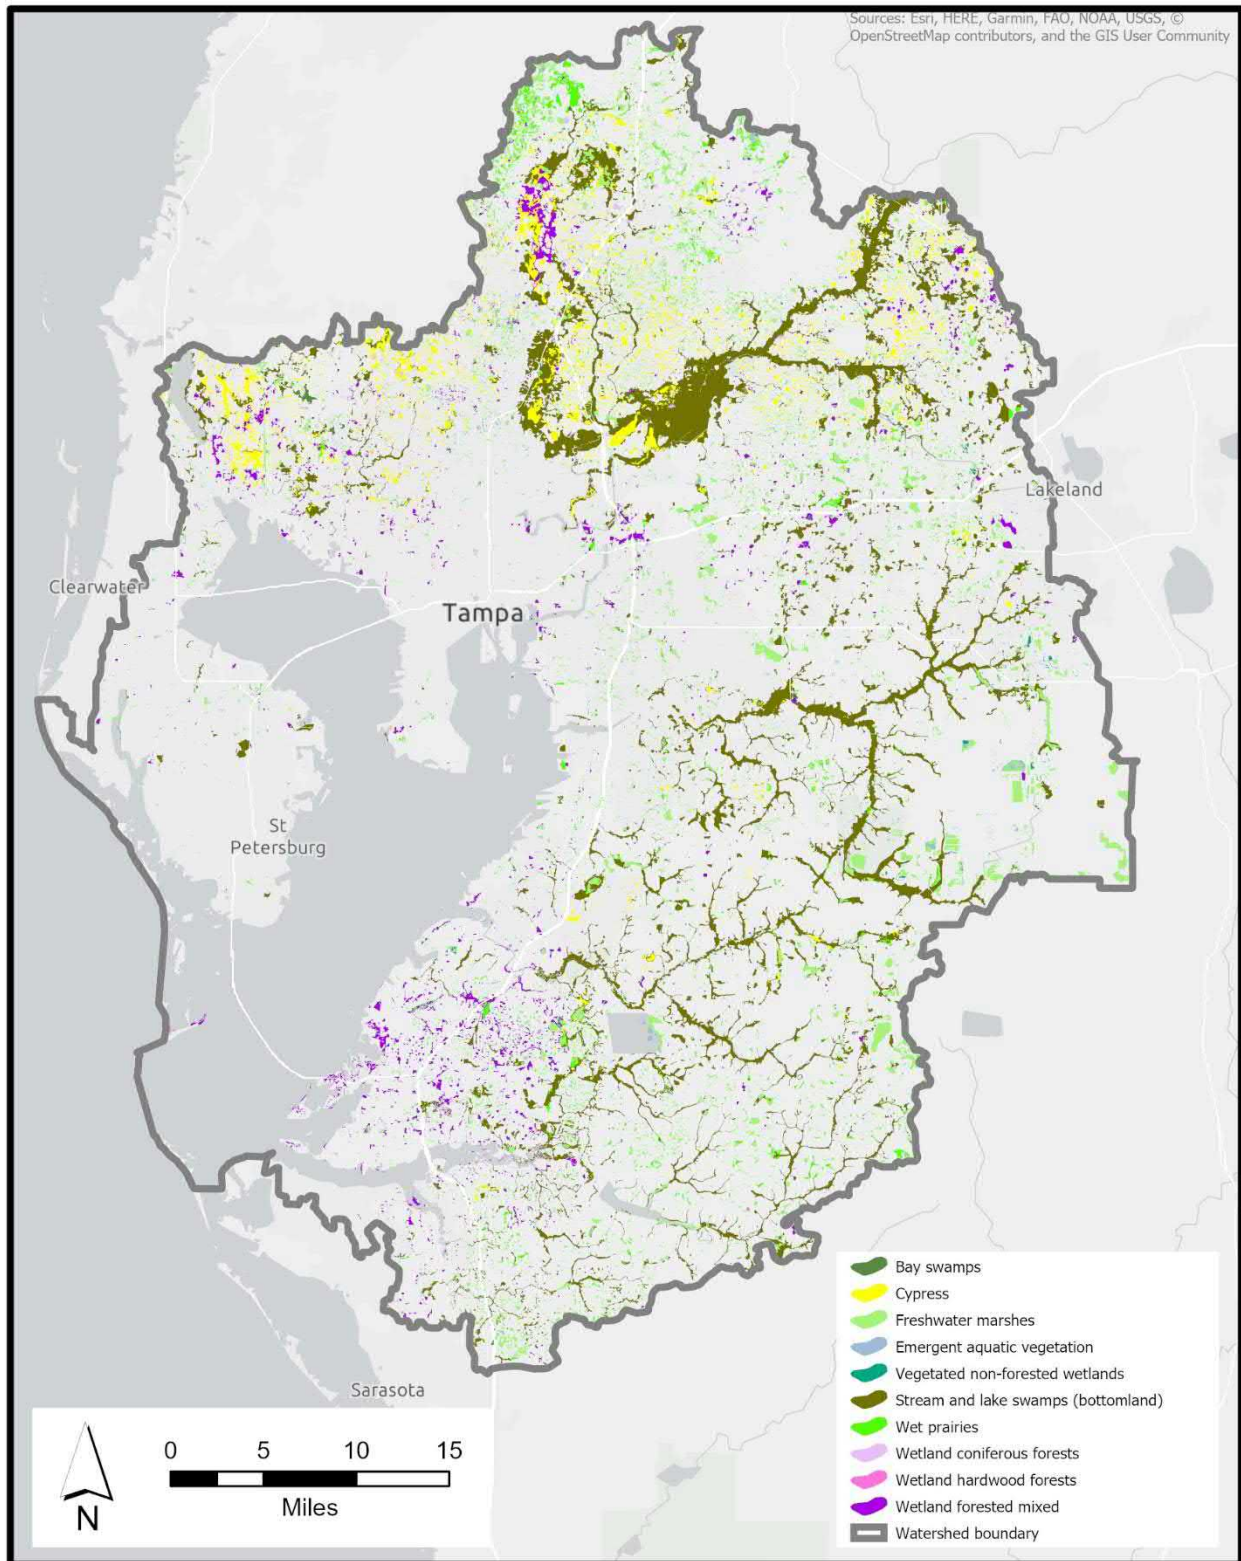 Sources: Esri, HERE, Garmin, FAO, NOAA, USGS, ©
OpenStreetMap contributors, and the GIS User Community
Lakeland
Clearwater
Tampa
St
Petersburg
Sarasota
Bay swamps
Cypress
Freshwater marshes
Emergent aquatic vegetation
Vegetated non-forested wetlands
Stream and lake swamps (bottomland)
Wet prairies
Wetland coniferous forests
Wetland hardwood forests
Wetland forested mixed
Watershed boundary
0 5 10 15
Miles
N